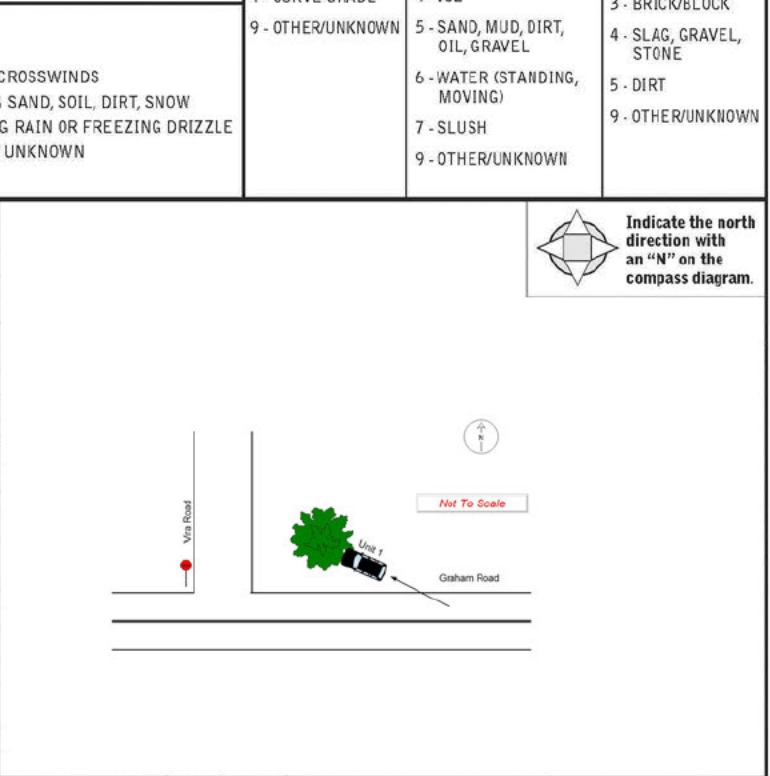 CROSSWINDS
SAND, SOIL, DIRT, SNOW
G RAIN OR FREEZING DRIZZLE
UNKNOWN
9 - OTHER/UNKNOWN
5 - SAND, MUD, DIRT,
OIL, GRAVEL
6 - WATER (STANDING,
MOVING)
7 - SLUSH
9 - OTHER/UNKNOWN
3 - BRICK/BLOCK
4 - SLAG, GRAVEL,
STONE
5 - DIRT
9 - OTHER/UNKNOWN
Indicate the north
direction with
an “N” on the
compass diagram.
N
Not To Scale
Vira Road
Unit 1
Graham Road